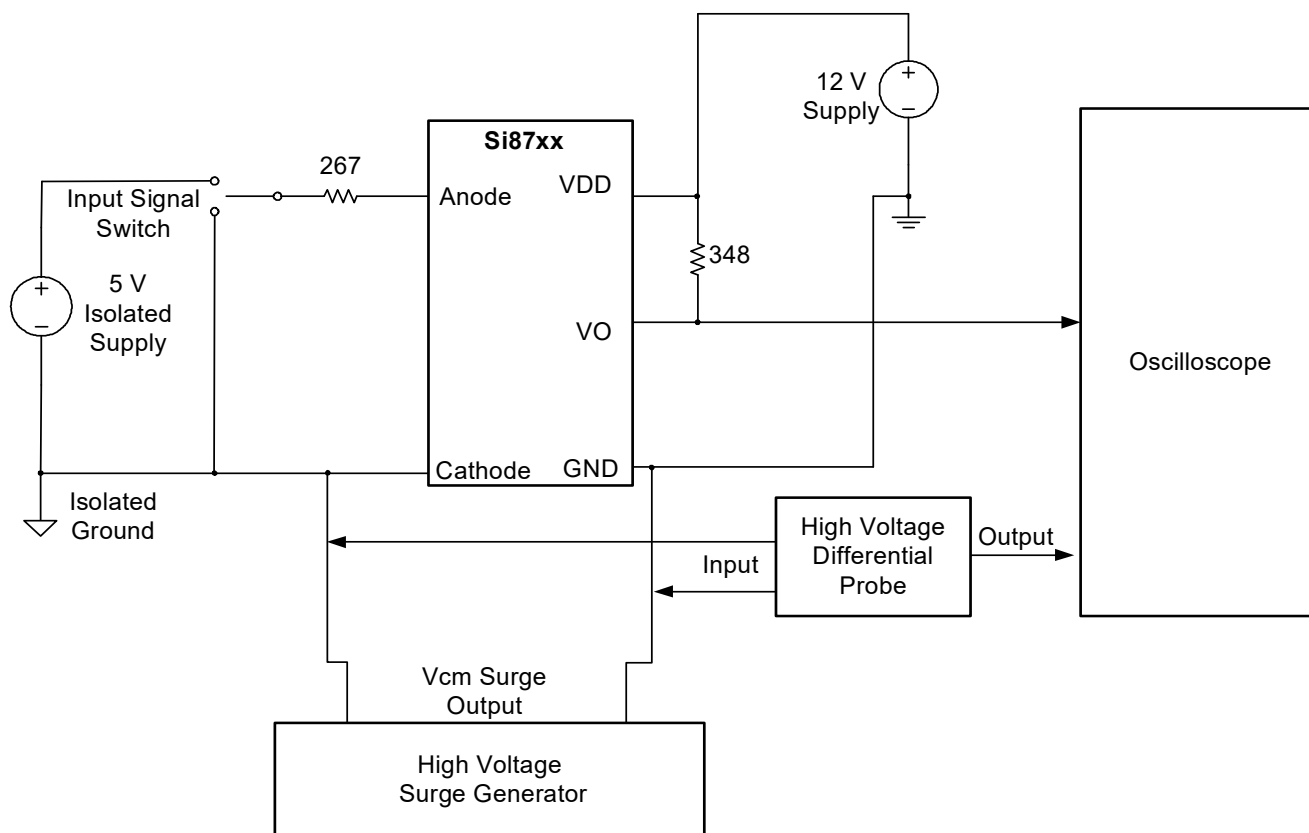 12 V
Supply
Si87xx
267
Input Signal
Switch
Anode
VDD
348
5 V
Isolated
Supply
+
−
+
−
VO
Oscilloscope
Cathode
GND
Isolated
Ground
High Voltage
Differential
Probe
Input
Output
Vcm Surge
Output
High Voltage
Surge Generator